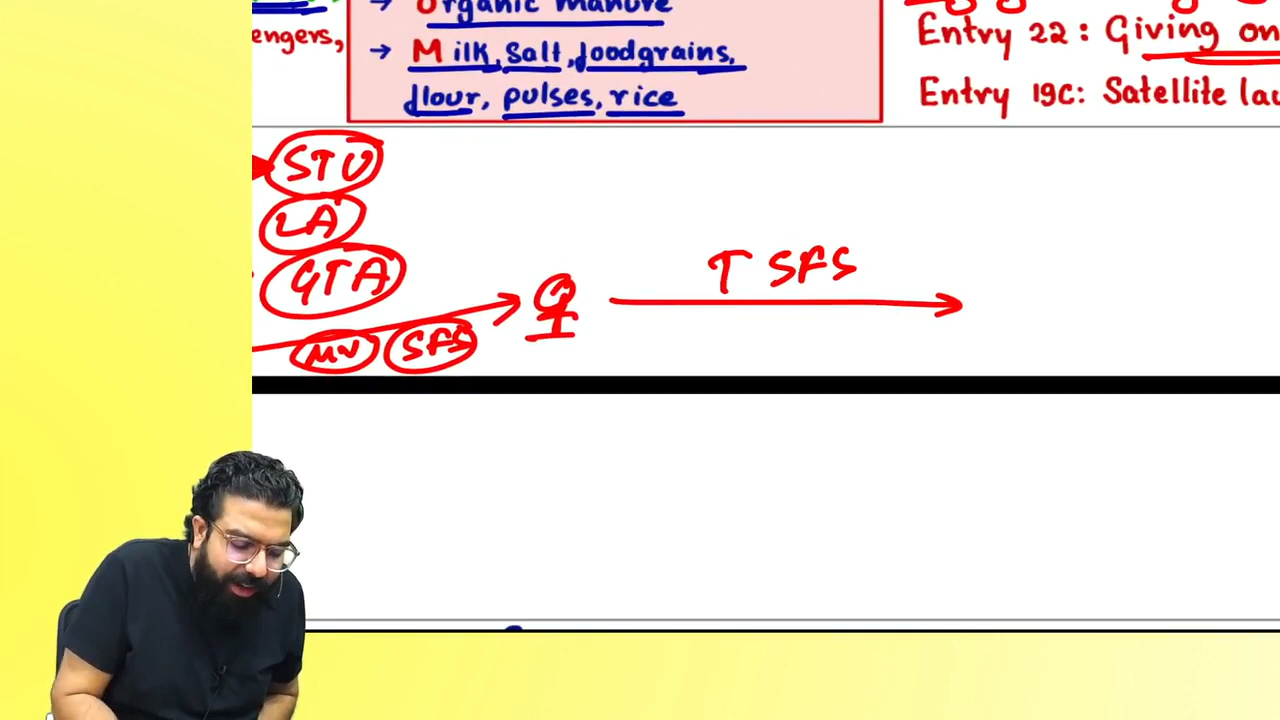 → Organic manure
engers,
→ Milk, Salt, foodgrains,
flour, pulses, rice
Entry 22: Giving on
Entry 19C: Satellite lau
STU
LA
GTA
MV SFS
T SFS